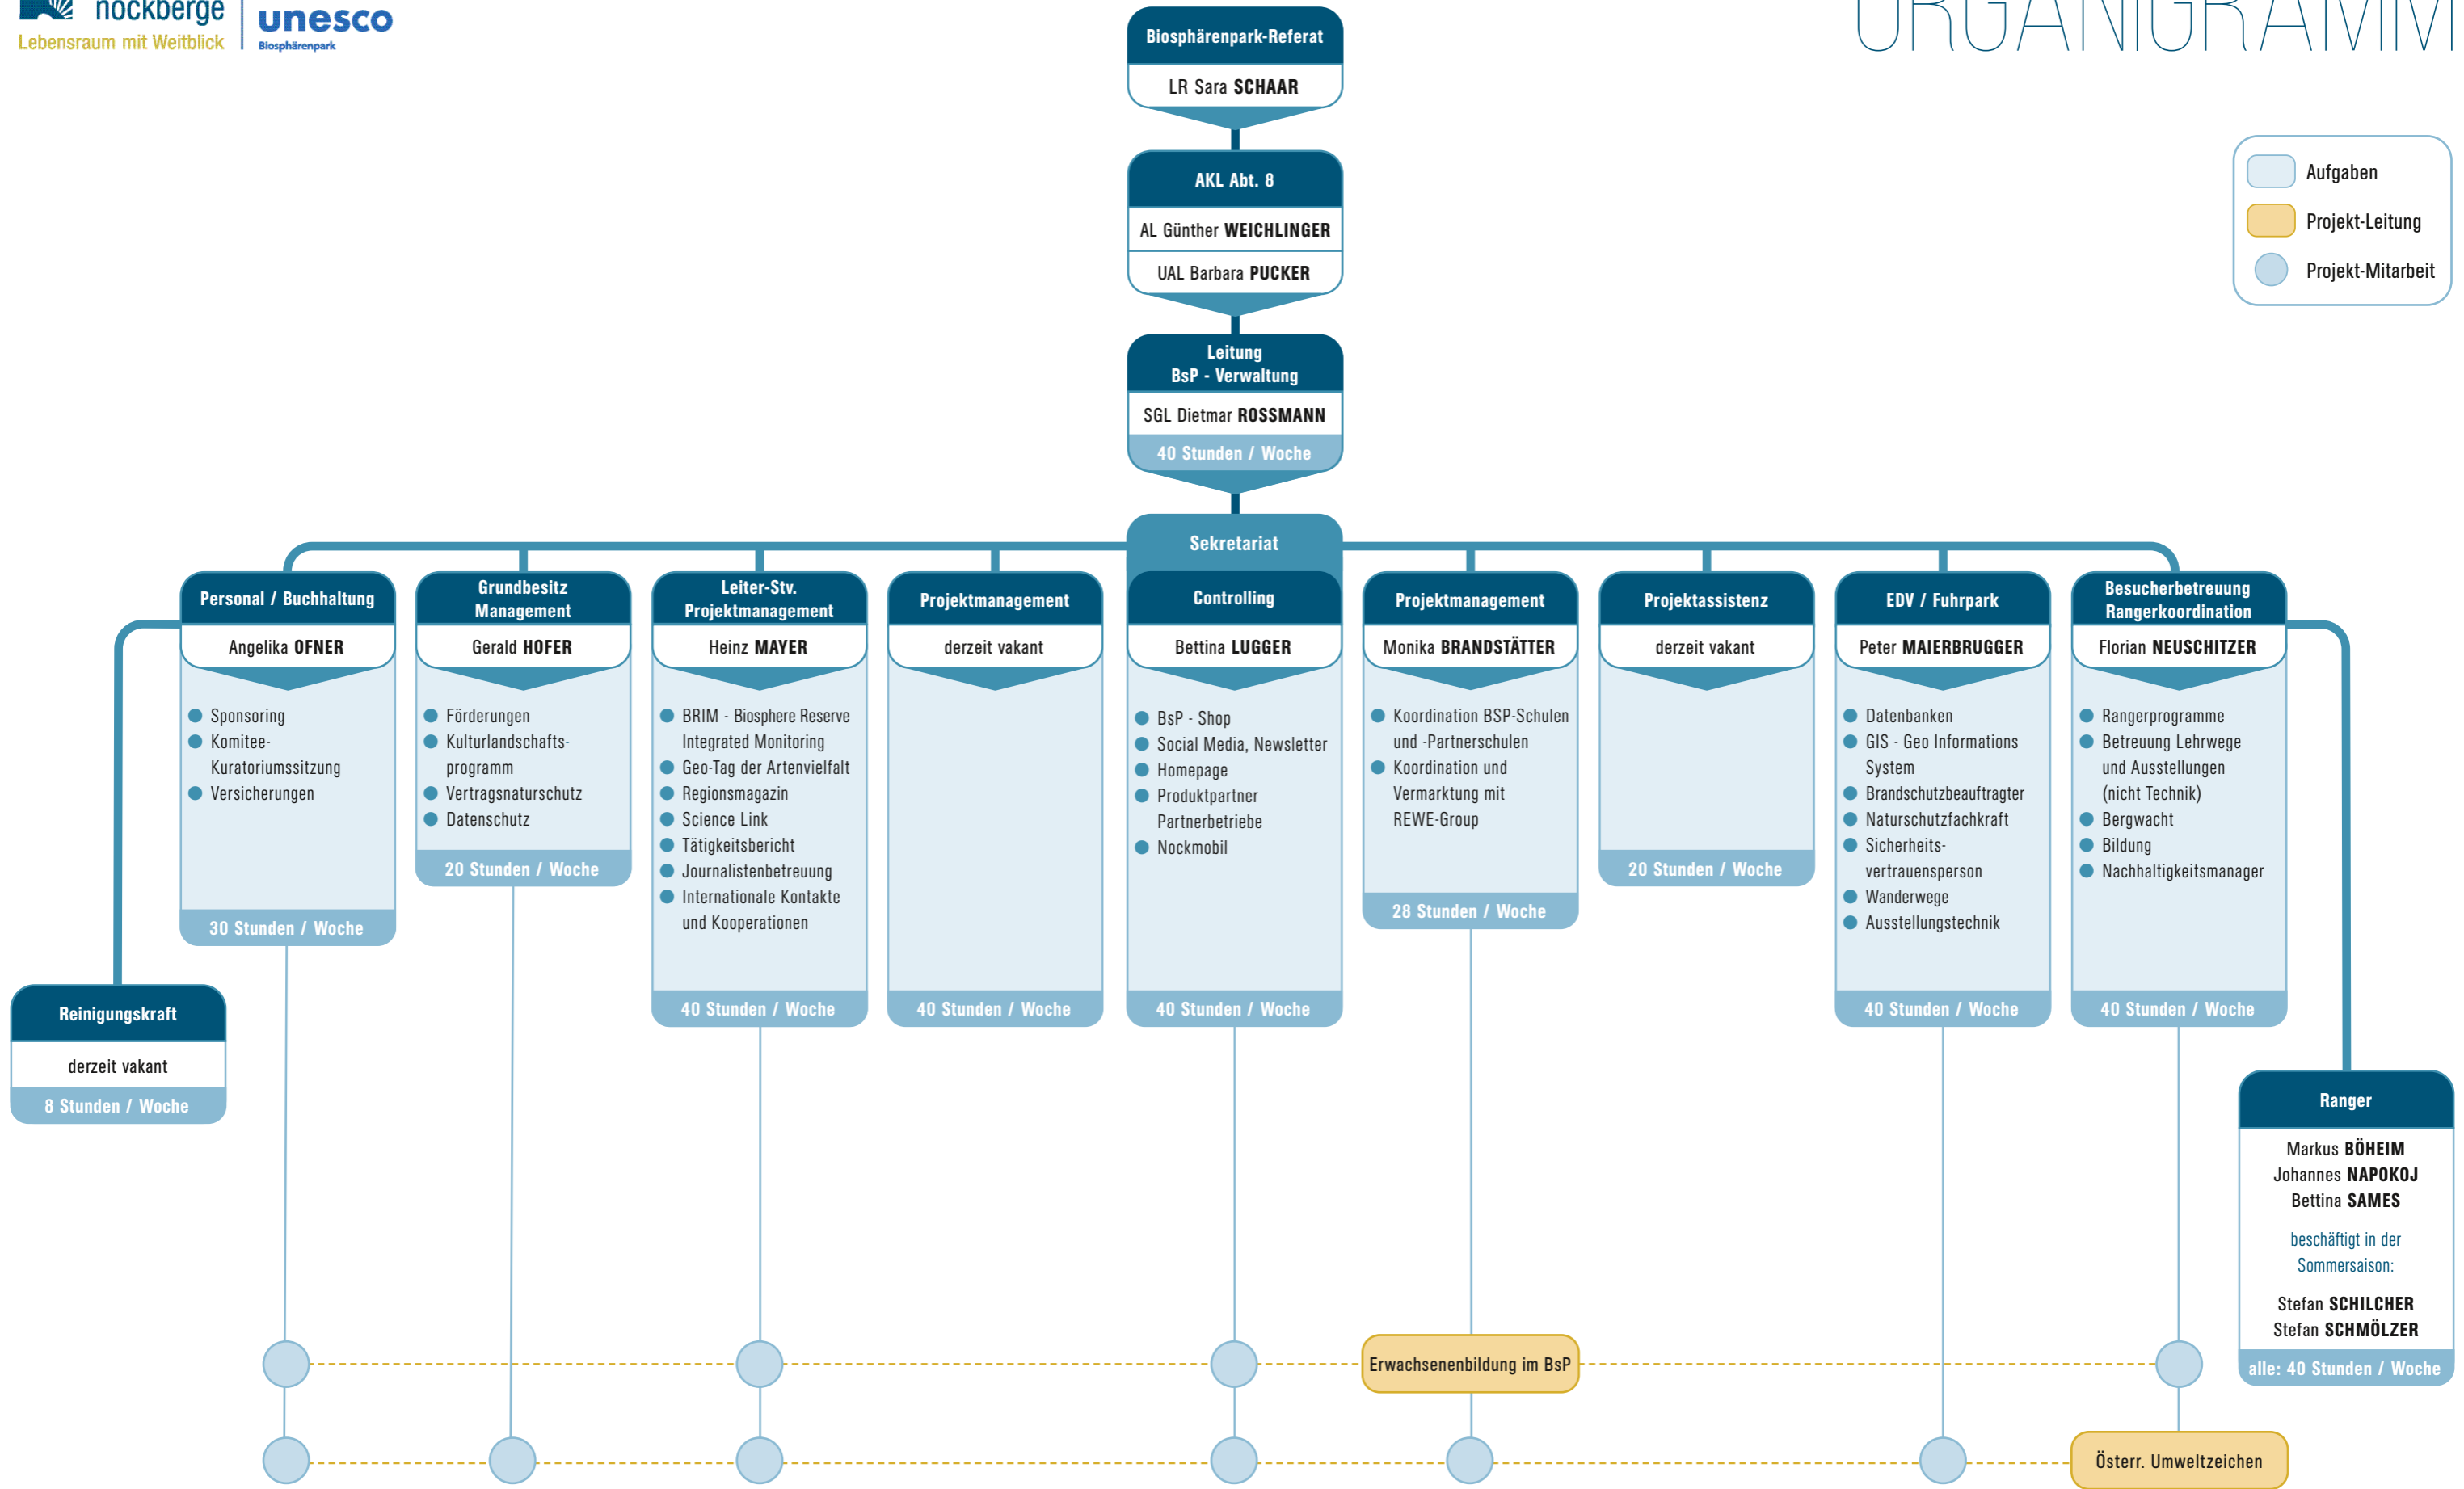 nockberge
Lebensraum mit Weitblick
unesco
Biosphärenpark
ORGANIGRAMM
Biosphärenpark-Referat
LR Sara SCHAAR
AKL Abt. 8
AL Günther WEICHLINGER
UAL Barbara PUCKER
Aufgaben
Projekt-Leitung
Projekt-Mitarbeit
Leitung
BsP - Verwaltung
SGL Dietmar ROSSMANN
40 Stunden / Woche
Sekretariat
Personal / Buchhaltung
Angelika OFNER
Sponsoring
Komitee-
Kuratoriumssitzung
Versicherungen
30 Stunden / Woche
Grundbesitz
Management
Gerald HOFER
Förderungen
Kulturlandschafts-
programm
Vertragsnaturschutz
Datenschutz
20 Stunden / Woche
Leiter-Stv.
Projektmanagement
Heinz MAYER
BRIM - Biosphere Reserve
Integrated Monitoring
Geo-Tag der Artenvielfalt
Regionsmagazin
Science Link
Tätigkeitsbericht
Journalistenbetreuung
Internationale Kontakte
und Kooperationen
40 Stunden / Woche
Projektmanagement
derzeit vakant
40 Stunden / Woche
Controlling
Bettina LUGGER
BsP - Shop
Social Media, Newsletter
Homepage
Produktpartner
Partnerbetriebe
Nockmobil
40 Stunden / Woche
Projektmanagement
Monika BRANDSTÄTTER
Koordination BSP-Schulen
und -Partnerschulen
Koordination und
Vermarktung mit
REWE-Group
28 Stunden / Woche
Projektassistenz
derzeit vakant
20 Stunden / Woche
EDV / Fuhrpark
Peter MAIERBRUGGER
Datenbanken
GIS - Geo Informations
System
Brandschutzbeauftragter
Naturschutzfachkraft
Sicherheits-
vertrauensperson
Wanderwege
Ausstellungstechnik
40 Stunden / Woche
Besucherbetreuung
Rangerkoordination
Florian NEUSCHITZER
Rangerprogramme
Betreuung Lehrwege
und Ausstellungen
(nicht Technik)
Bergwacht
Bildung
Nachhaltigkeitsmanager
40 Stunden / Woche
Reinigungskraft
derzeit vakant
8 Stunden / Woche
Ranger
Markus BÖHEIM
Johannes NAPOKOJ
Bettina SAMES
beschäftigt in der
Sommersaison:
Stefan SCHILCHER
Stefan SCHMÖLZER
alle: 40 Stunden / Woche
Erwachsenenbildung im BsP
Österr. Umweltzeichen